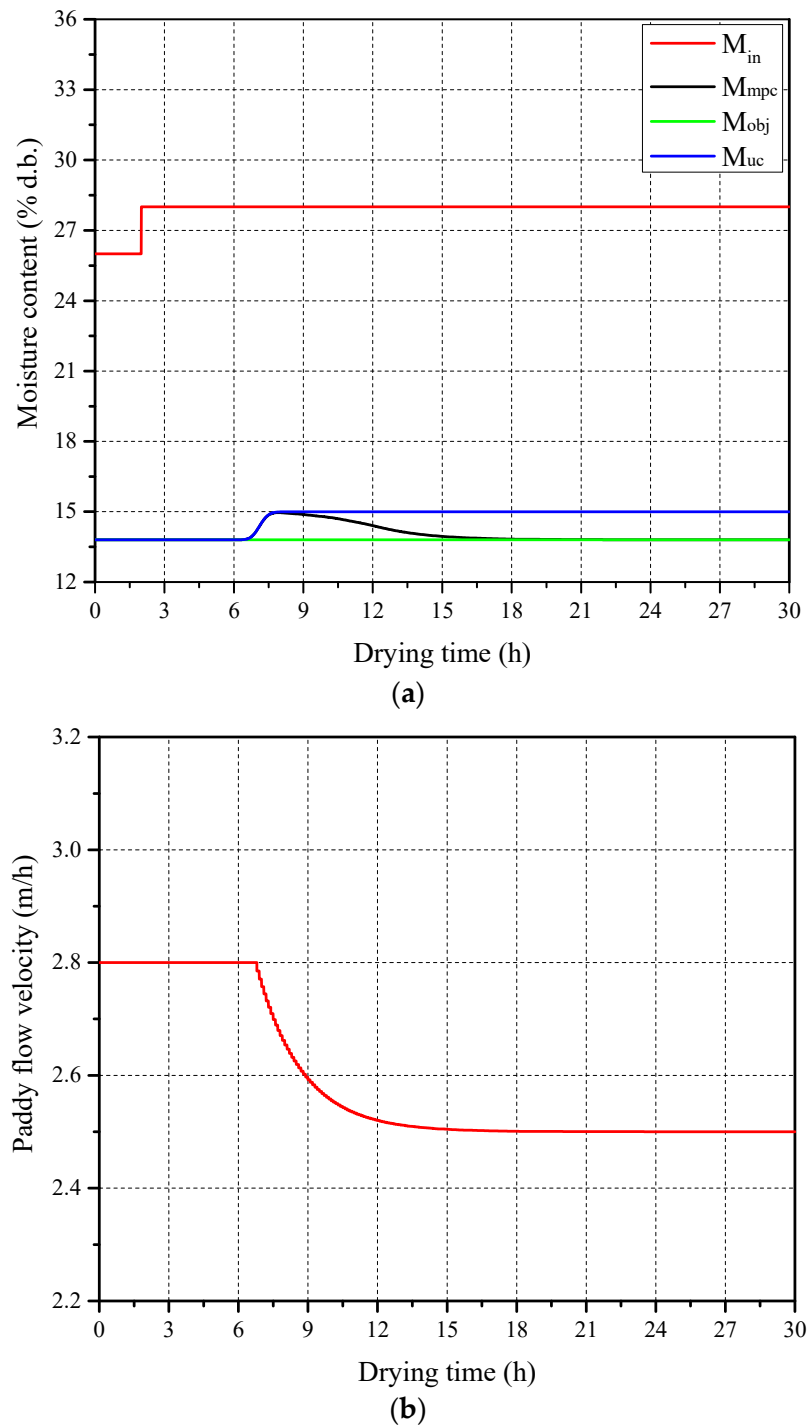 36
33
30
27
24
21
18
15
12
Moisture content (% d.b.)
M_in
M_mpc
M_obj
M_uc
0 3 6 9 12 15 18 21 24 27 30
Drying time (h)
(a)
3.2
3.0
2.8
2.6
2.4
2.2
Paddy flow velocity (m/h)
0 3 6 9 12 15 18 21 24 27 30
Drying time (h)
(b)